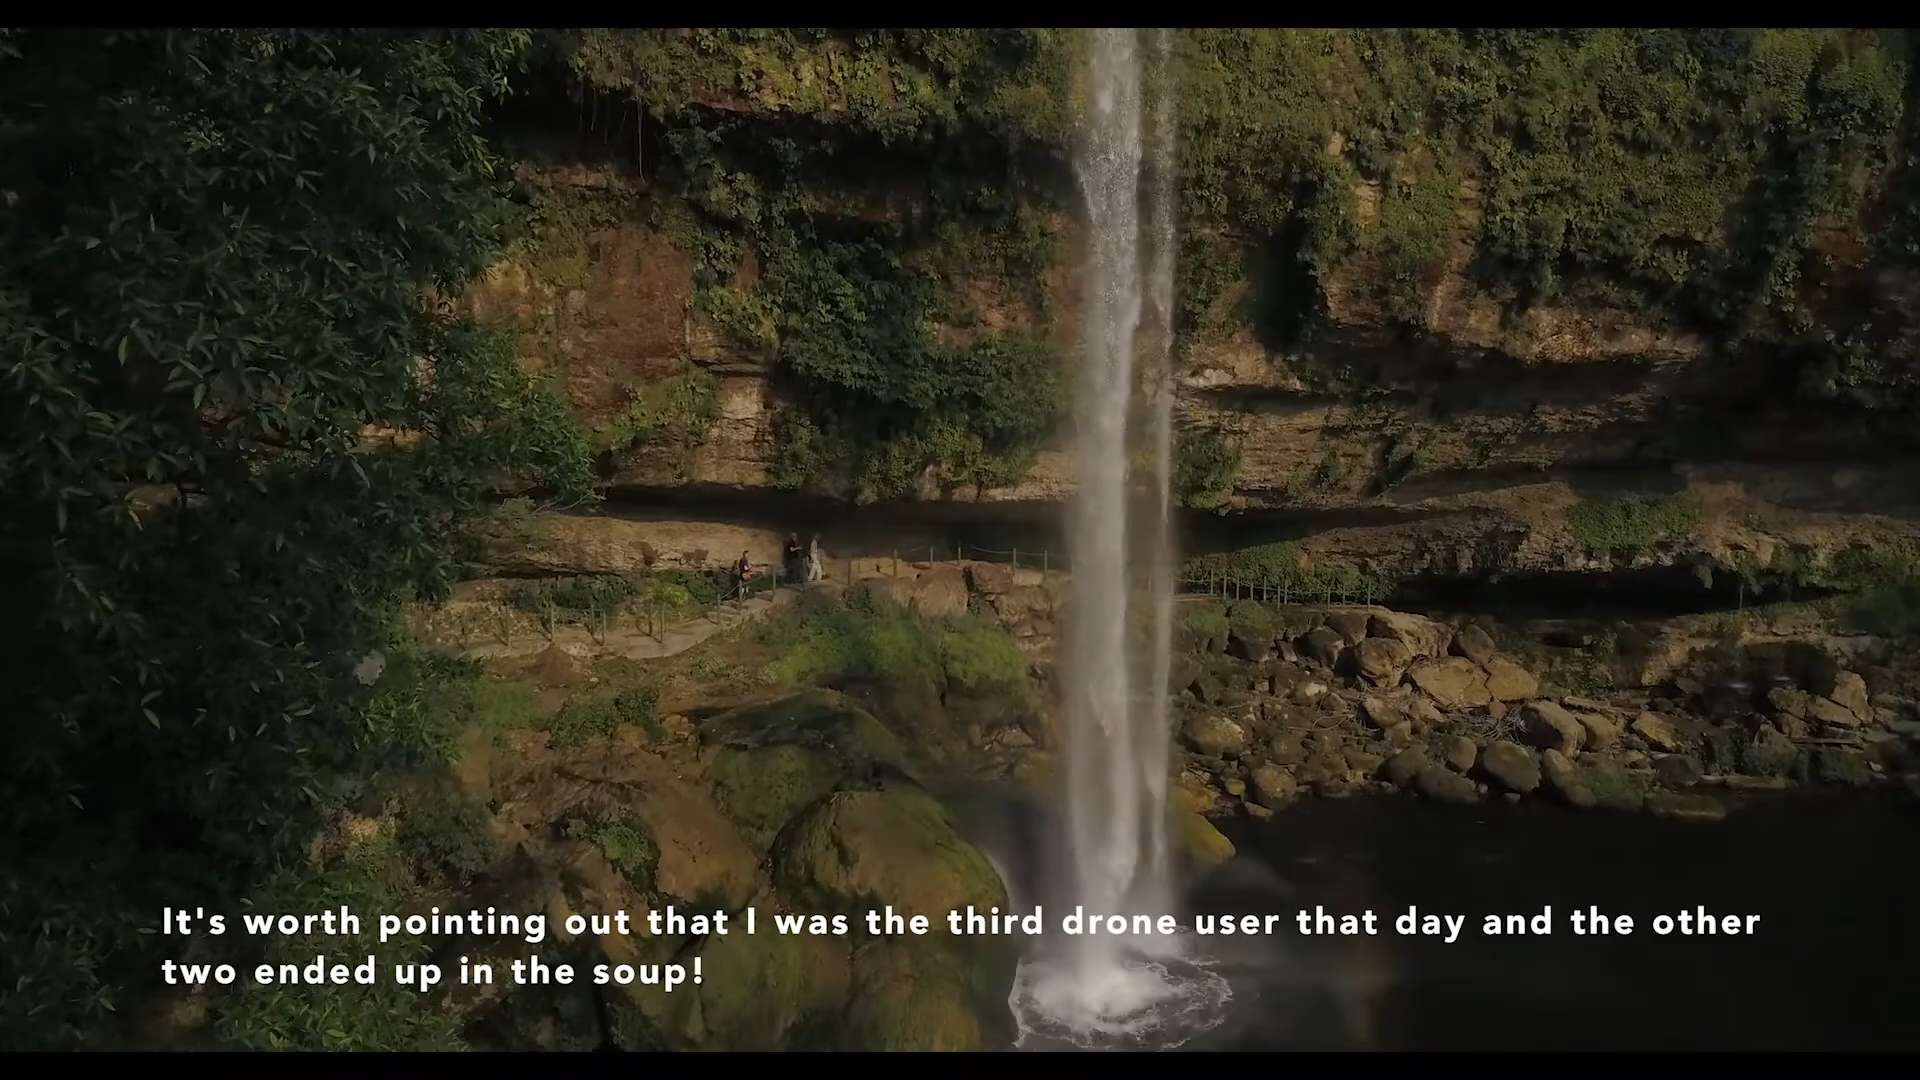 It's worth pointing out that I was the third drone user that day and the other
two ended up in the soup!